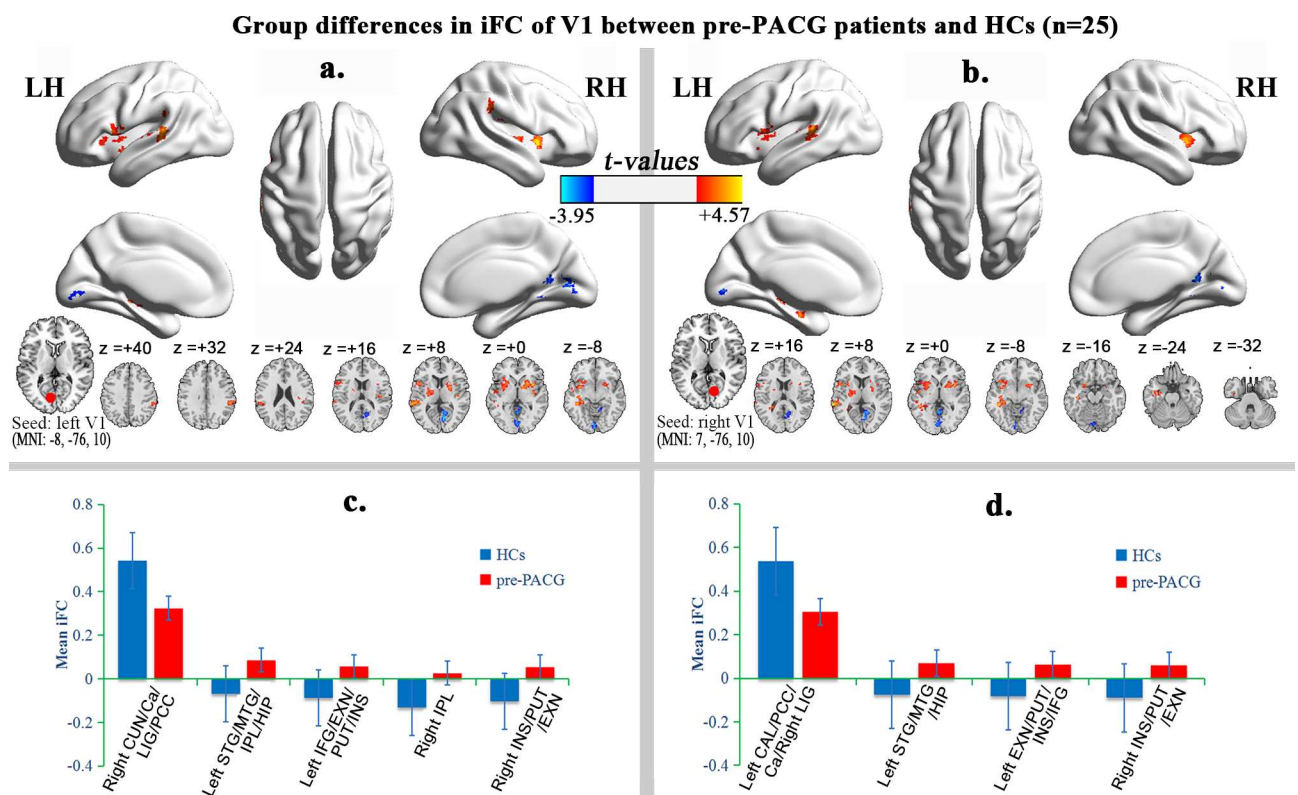 Group differences in iFC of V1 between pre-PACG patients and HCs (n=25)
a.
LH
RH
b.
LH
RH
t-values
-3.95
+4.57
z =+40
z =+32
z =+24
z =+16
z =+8
z =+0
z =-8
Seed: left V1
(MNI: -8, -76, 10)
z =+16
z =+8
z =+0
z =-8
z =-16
z =-24
z =-32
Seed: right V1
(MNI: 7, -76, 10)
c.
Mean iFC
0.8
0.6
0.4
0.2
0
-0.2
-0.4
HCs
pre-PACG
Right CUN/Ca/
LIG/PCC
Left STG/MTG/
IPL/HIP
Left IFG/EXN/
PUT/INS
Right IPL
Right INS/PUT
/EXN
d.
Mean iFC
0.8
0.6
0.4
0.2
0
-0.2
-0.4
HCs
pre-PACG
Left CAL/PCC/
Ca/Right LIG
Left STG/MTG
/HIP
Left EXN/PUT/
INS/IFG
Right INS/PUT
/EXN